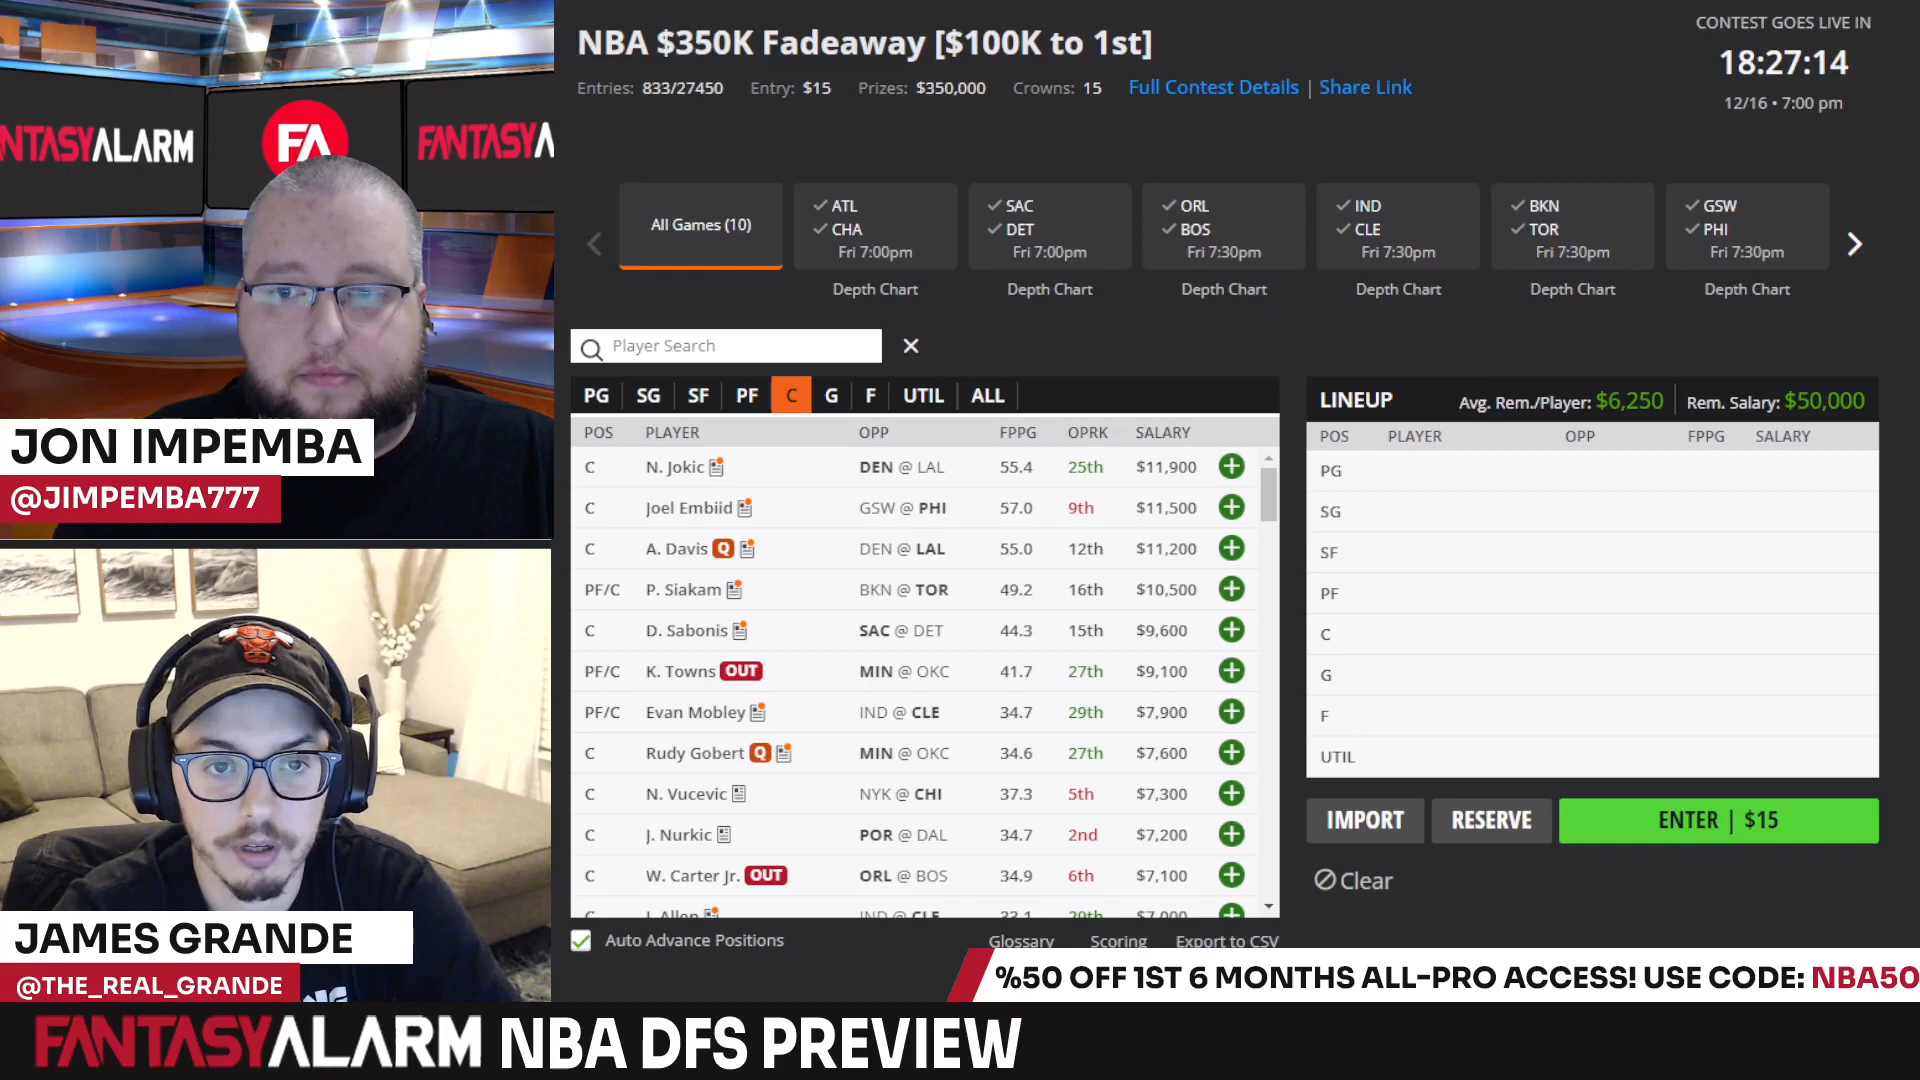 NTASYALARM
FA
FANTASYA
JON IMPEMBA
@JIMPEMBA777
JAMES GRANDE
@THE_REAL_GRANDE
NBA $350K Fadeaway [$100K to 1st]
Entries: 833/27450 Entry: $15 Prizes: $350,000 Crowns: 15 Full Contest Details | Share Link
CONTEST GOES LIVE IN
18:27:14
12/16 • 7:00 pm
All Games (10)
ATL
CHA
Fri 7:00pm
Depth Chart
SAC
DET
Fri 7:00pm
Depth Chart
ORL
BOS
Fri 7:30pm
Depth Chart
IND
CLE
Fri 7:30pm
Depth Chart
BKN
TOR
Fri 7:30pm
Depth Chart
GSW
PHI
Fri 7:30pm
Depth Chart
Player Search
PG SG SF PF C G F UTIL ALL
POS PLAYER OPP FPPG OPRK SALARY
C N. Jokic DEN @ LAL 55.4 25th $11,900
C Joel Embiid GSW @ PHI 57.0 9th $11,500
C A. Davis Q DEN @ LAL 55.0 12th $11,200
PF/C P. Siakam BKN @ TOR 49.2 16th $10,500
C D. Sabonis SAC @ DET 44.3 15th $9,600
PF/C K. Towns OUT MIN @ OKC 41.7 27th $9,100
PF/C Evan Mobley IND @ CLE 34.7 29th $7,900
C Rudy Gobert Q MIN @ OKC 34.6 27th $7,600
C N. Vucevic NYK @ CHI 37.3 5th $7,300
C J. Nurkic POR @ DAL 34.7 2nd $7,200
C W. Carter Jr. OUT ORL @ BOS 34.9 6th $7,100
C J. Allen IND @ CLE 33.1 29th $7,000
Auto Advance Positions
Glossary Scoring Export to CSV
LINEUP Avg. Rem./Player: $6,250 Rem. Salary: $50,000
POS PLAYER OPP FPPG SALARY
PG
SG
SF
PF
C
G
F
UTIL
IMPORT RESERVE ENTER | $15
Clear
%50 OFF 1ST 6 MONTHS ALL-PRO ACCESS! USE CODE: NBA50
FANTASYALARM NBA DFS PREVIEW